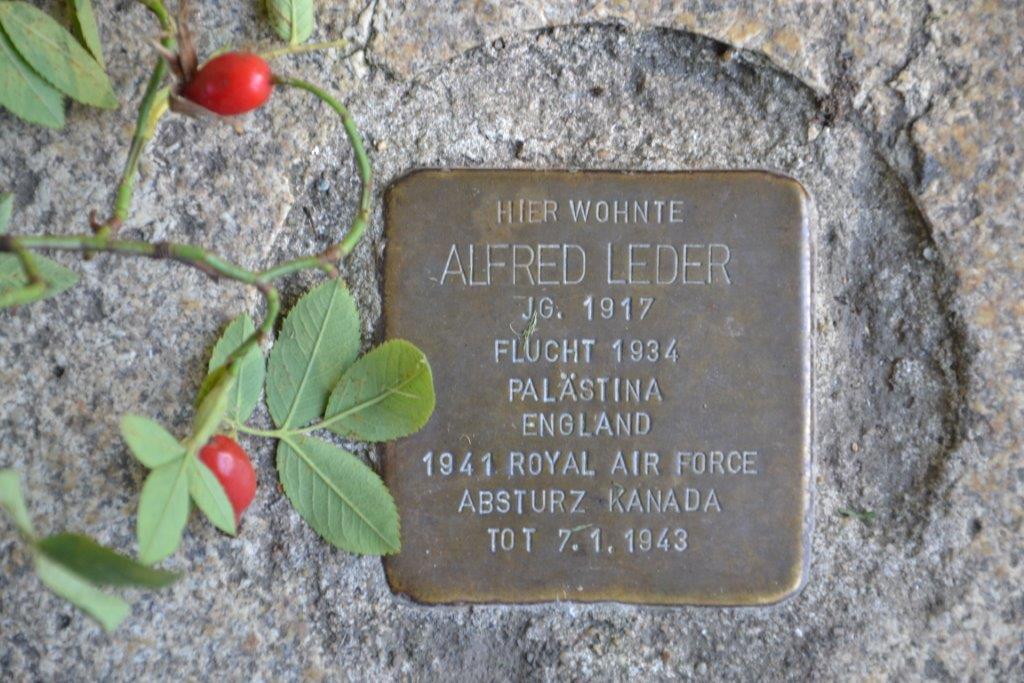 HIER WOHNTE
ALFRED LEDER
JG. 1917
FLUCHT 1934
PALÄSTINA
ENGLAND
1941 ROYAL AIR FORCE
ABSTURZ KANADA
TOT 7.1.1943